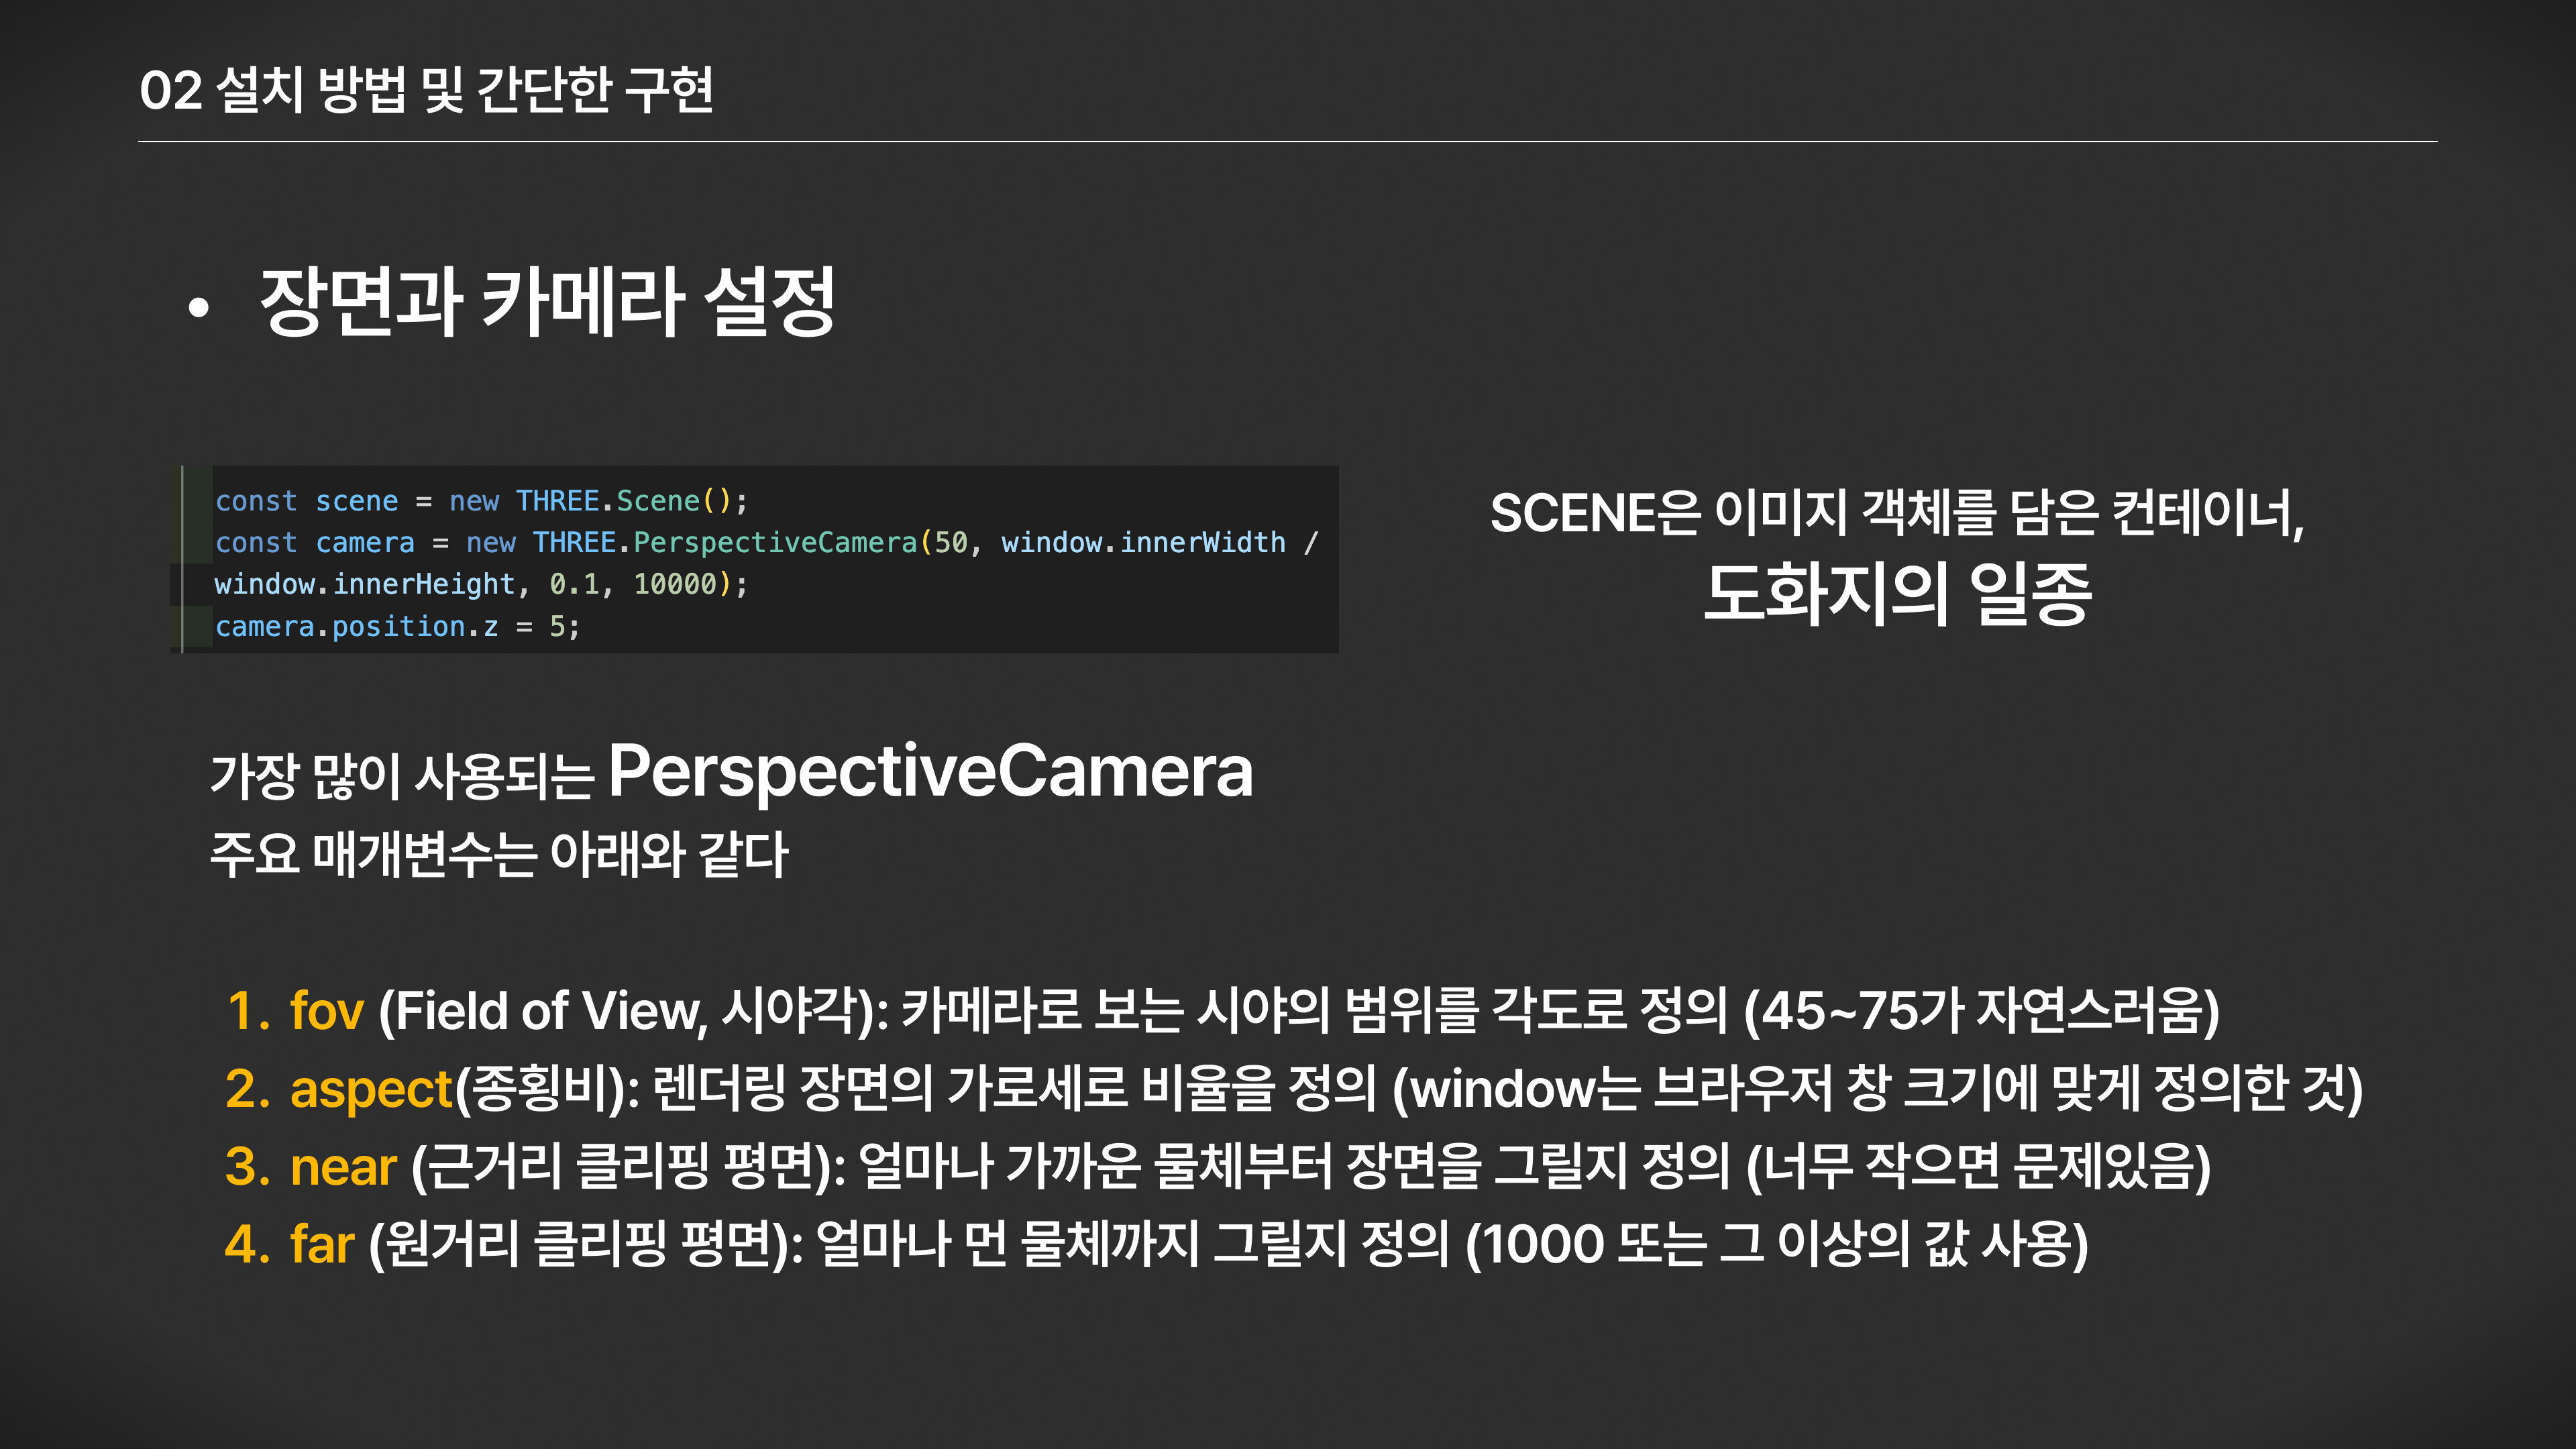 02 설치 방법 및 간단한 구현
• 장면과 카메라 설정
const scene = new THREE.Scene();
const camera = new THREE.PerspectiveCamera(50, window.innerWidth /
window.innerHeight, 0.1, 10000);
camera.position.z = 5;
SCENE은 이미지 객체를 담은 컨테이너,
도화지의 일종
가장 많이 사용되는 PerspectiveCamera
주요 매개변수는 아래와 같다
1. fov (Field of View, 시야각): 카메라로 보는 시야의 범위를 각도로 정의 (45~75가 자연스러움)
2. aspect(종횡비): 렌더링 장면의 가로세로 비율을 정의 (window는 브라우저 창 크기에 맞게 정의한 것)
3. near (근거리 클리핑 평면): 얼마나 가까운 물체부터 장면을 그릴지 정의 (너무 작으면 문제있음)
4. far (원거리 클리핑 평면): 얼마나 먼 물체까지 그릴지 정의 (1000 또는 그 이상의 값 사용)